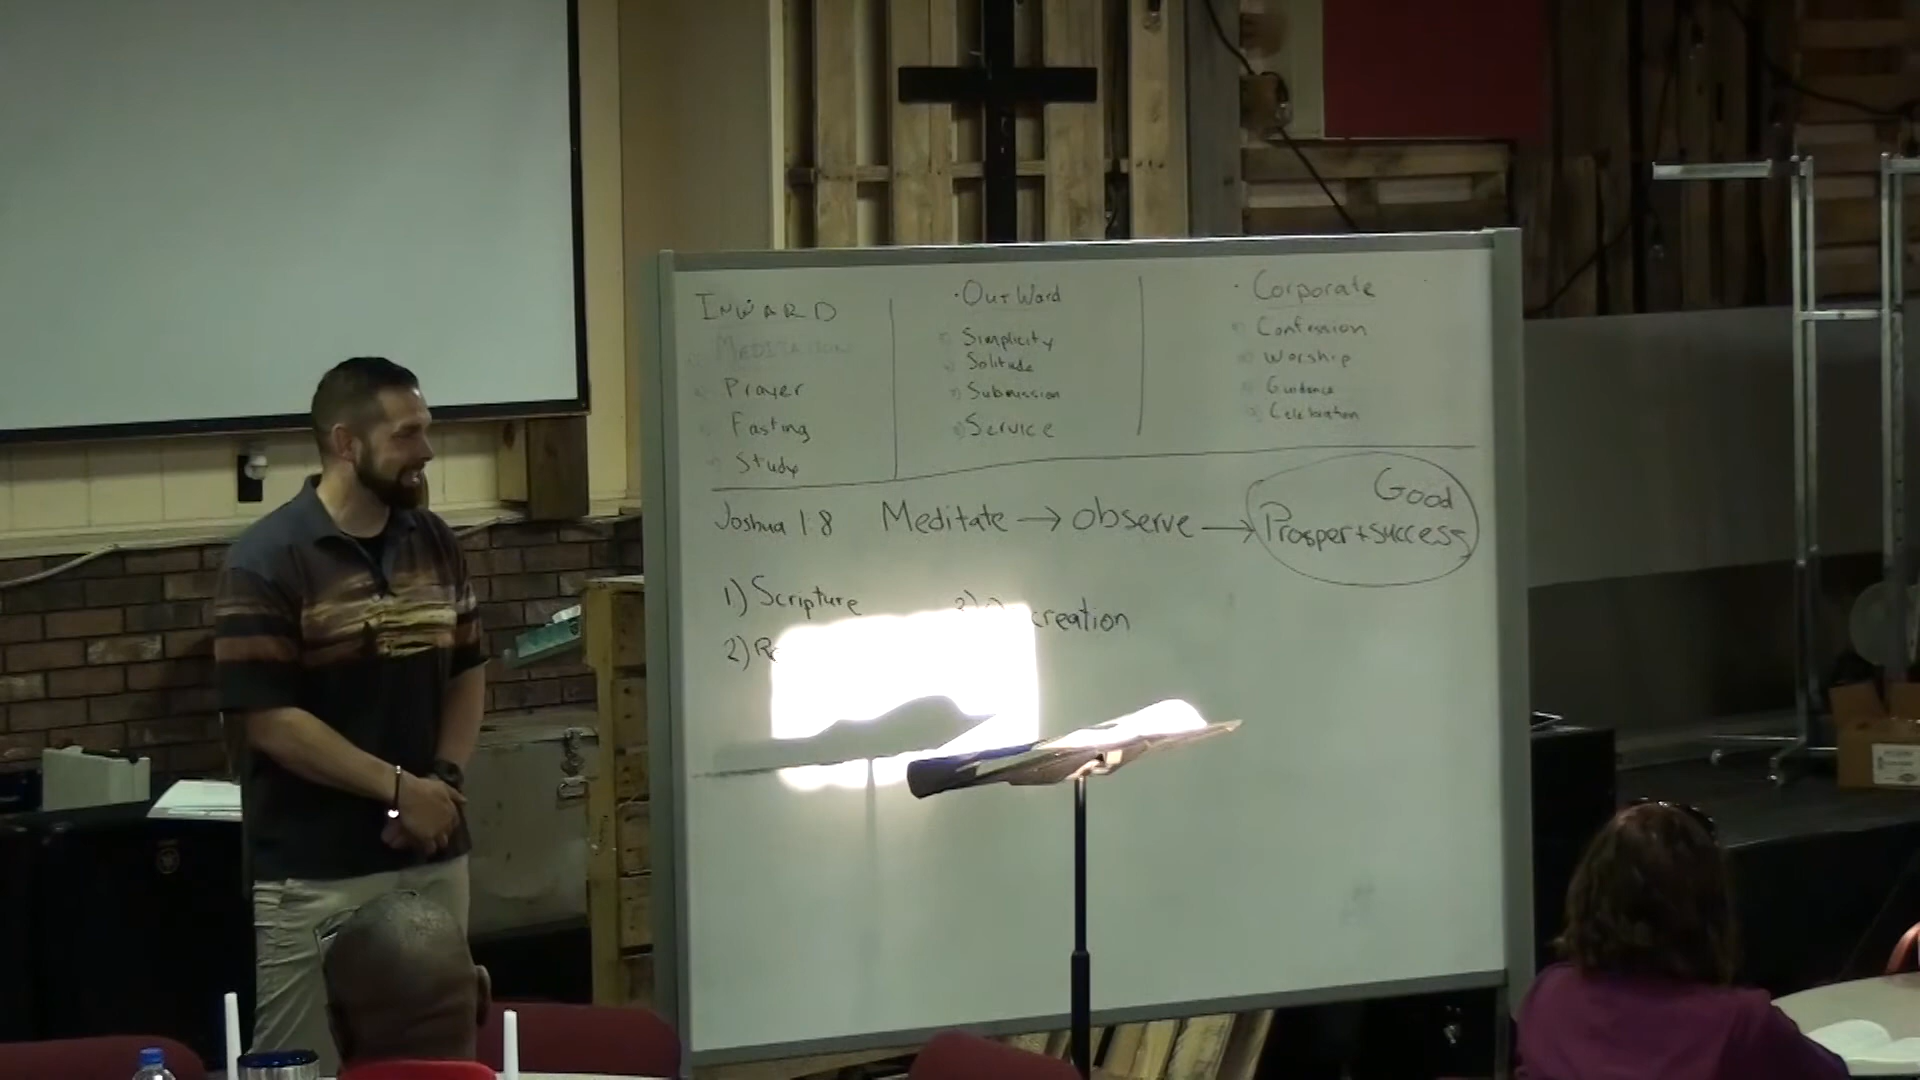 INWARD
MEDITATION
Prayer
Fasting
Study
· OutWard
Simplicity
Solitude
Submission
Service
· Corporate
Confession
Worship
Guidance
Celebration
Joshua 1:8 Meditate → observe → Good Prosper + success
1) Scripture
2)
creation